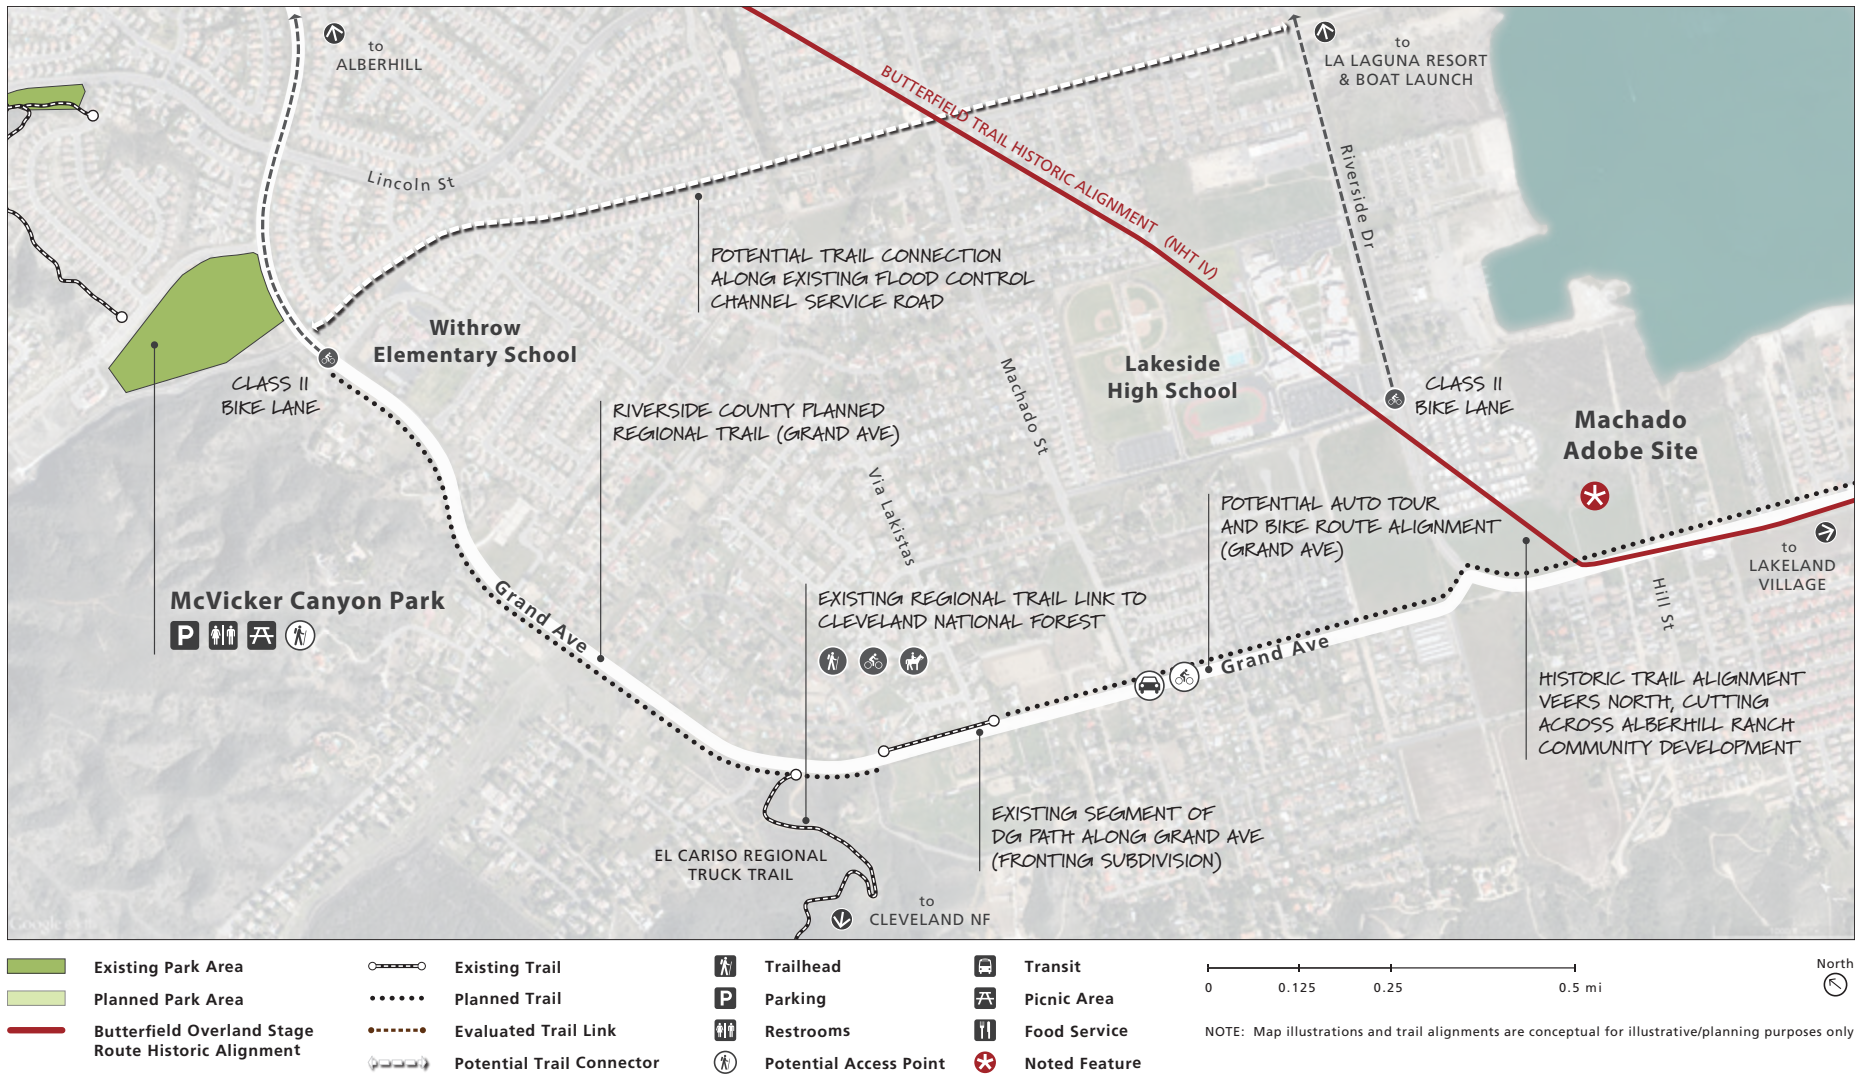 to
ALBERHILL
to
LA LAGUNA RESORT
& BOAT LAUNCH
BUTTERFIELD TRAIL HISTORIC ALIGNMENT (NHT IV)
Lincoln St
Riverside Dr
POTENTIAL TRAIL CONNECTION
ALONG EXISTING FLOOD CONTROL
CHANNEL SERVICE ROAD
Withrow
Elementary School
Lakeside
High School
Machado St
CLASS II
BIKE LANE
CLASS II
BIKE LANE
RIVERSIDE COUNTY PLANNED
REGIONAL TRAIL (GRAND AVE)
Machado
Adobe Site
Via Lakistas
POTENTIAL AUTO TOUR
AND BIKE ROUTE ALIGNMENT
(GRAND AVE)
to
LAKELAND
VILLAGE
McVicker Canyon Park
P
Grand Ave
EXISTING REGIONAL TRAIL LINK TO
CLEVELAND NATIONAL FOREST
Hill St
Grand Ave
HISTORIC TRAIL ALIGNMENT
VEERS NORTH, CUTTING
ACROSS ALBERHILL RANCH
COMMUNITY DEVELOPMENT
EXISTING SEGMENT OF
DG PATH ALONG GRAND AVE
(FRONTING SUBDIVISION)
EL CARISO REGIONAL
TRUCK TRAIL
to
CLEVELAND NF
Existing Park Area
Planned Park Area
Butterfield Overland Stage
Route Historic Alignment
Existing Trail
Planned Trail
Evaluated Trail Link
Potential Trail Connector
Trailhead
P Parking
Restrooms
Potential Access Point
Transit
Picnic Area
Food Service
Noted Feature
0 0.125 0.25 0.5 mi
North
NOTE: Map illustrations and trail alignments are conceptual for illustrative/planning purposes only